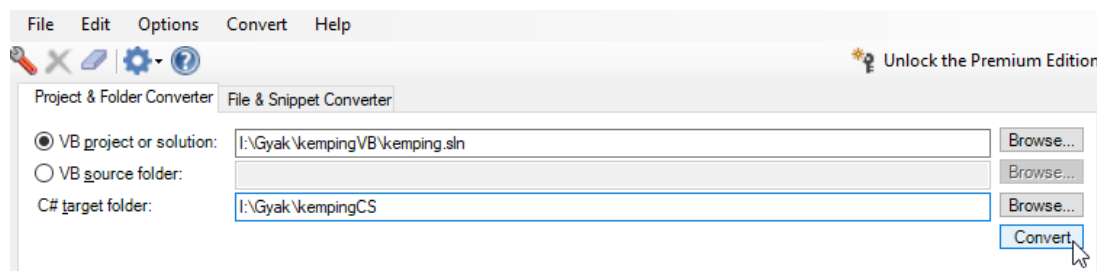 File Edit Options Convert Help
Unlock the Premium Edition
Project & Folder Converter File & Snippet Converter
VB project or solution: I:\Gyak\kempingVB\kemping.sln Browse...
VB source folder: Browse...
C# target folder: I:\Gyak\kempingCS Browse...
Convert